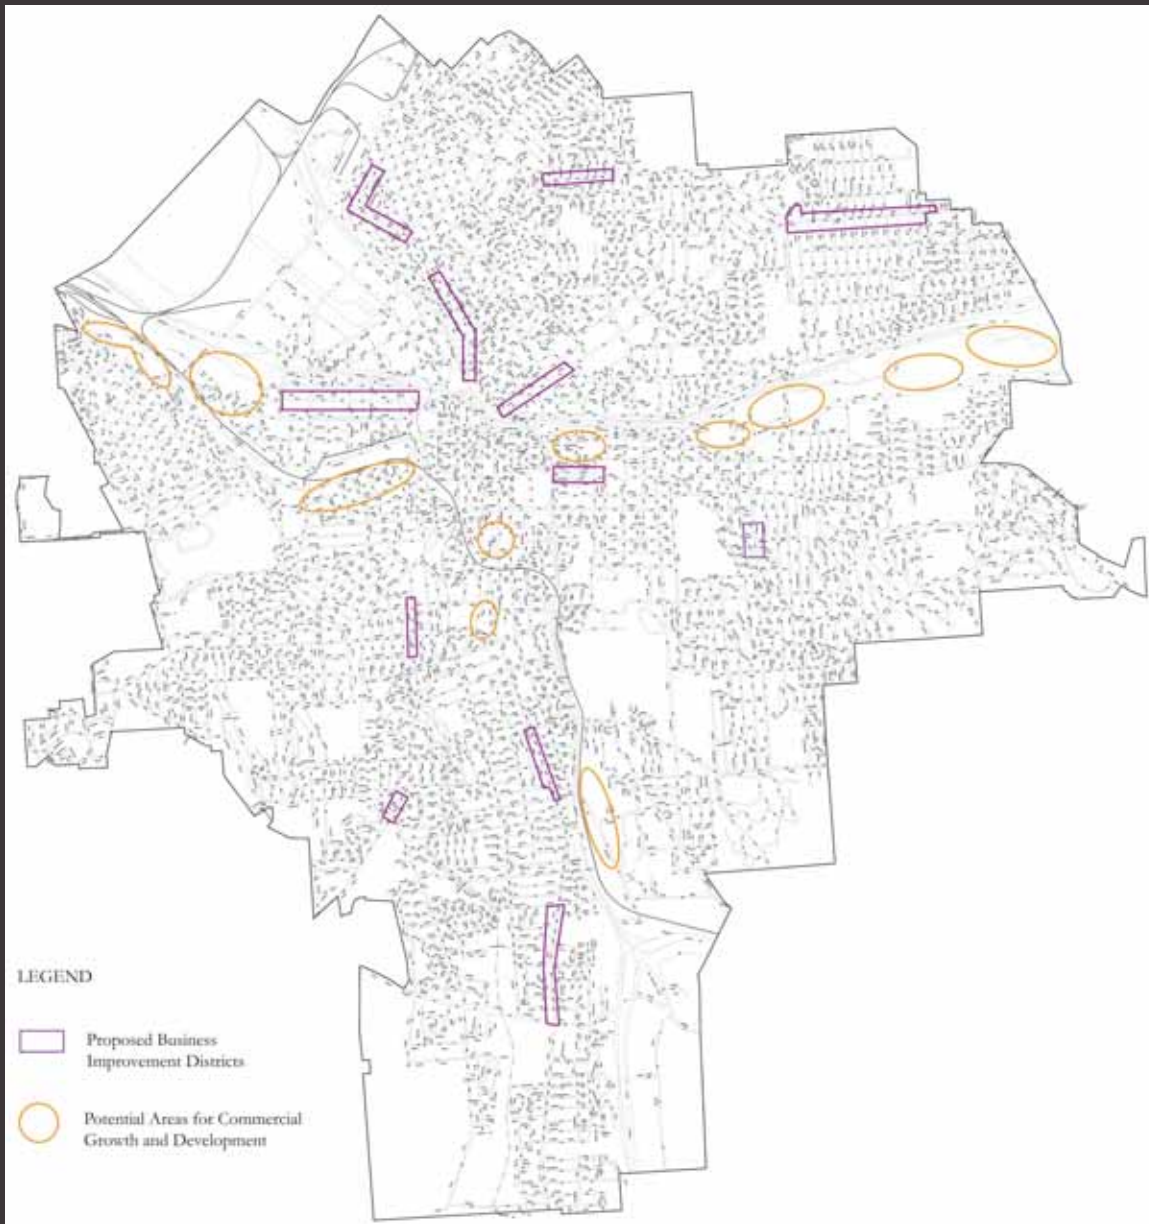 LEGEND
Proposed Business
Improvement Districts
Potential Areas for Commercial
Growth and Development